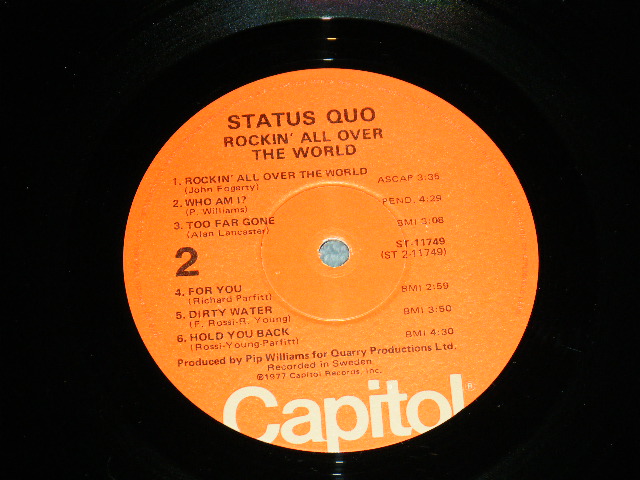 STATUS QUO
ROCKIN' ALL OVER
THE WORLD
1. ROCKIN' ALL OVER THE WORLD ASCAP 3:35
(John Fogerty)
2. WHO AM I? PEND. 4:29
(P. Williams)
3. TOO FAR GONE BMI 3:08
(Alan Lancaster)
ST-11749
(ST 2-11749)
2
4. FOR YOU BMI 2:59
(Richard Parfitt)
5. DIRTY WATER BMI 3:50
(F. Rossi-R. Young)
6. HOLD YOU BACK BMI 4:30
(Rossi-Young-Parfitt)
Produced by Pip Williams for Quarry Productions Ltd.
Recorded in Sweden.
©1977 Capitol Records, Inc.
Capitol®